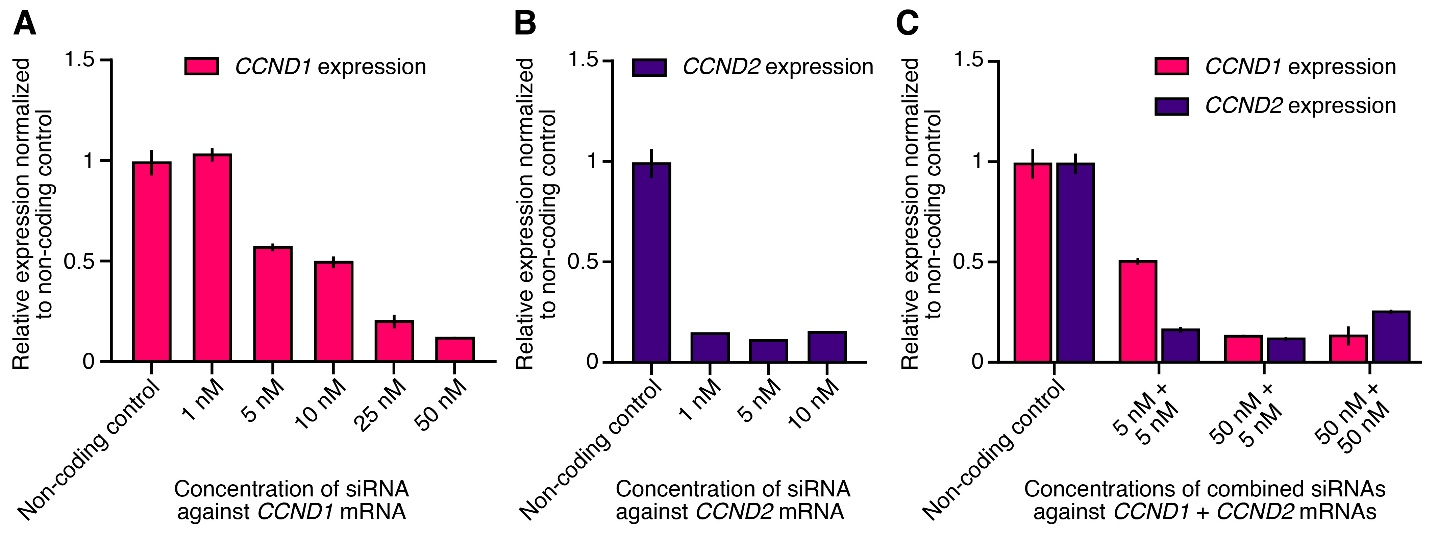 A
CCND1 expression
Relative expression normalized
to non-coding control
1.5
1
0.5
0
Non-coding control
1 nM
5 nM
10 nM
25 nM
50 nM
Concentration of siRNA
against CCND1 mRNA
B
CCND2 expression
Relative expression normalized
to non-coding control
1.5
1
0.5
0
Non-coding control
1 nM
5 nM
10 nM
Concentration of siRNA
against CCND2 mRNA
C
CCND1 expression
CCND2 expression
Relative expression normalized
to non-coding control
1.5
1
0.5
0
Non-coding control
5 nM +
5 nM
50 nM +
5 nM
50 nM +
50 nM
Concentrations of combined siRNAs
against CCND1 + CCND2 mRNAs